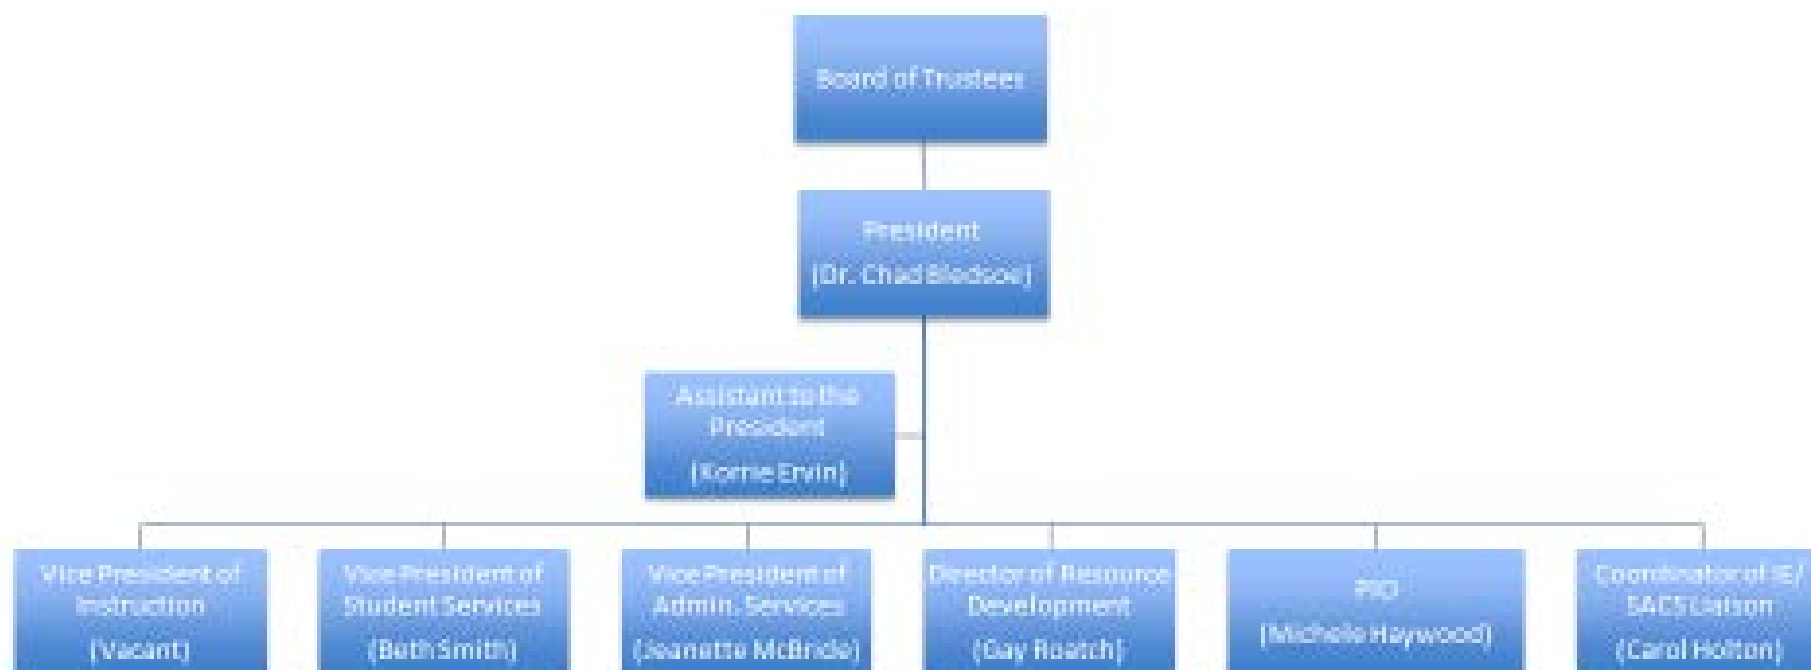 Board of Trustees
President
(Dr. Chad Bledsoe)
Assistant to the
President
(Korrie Ervin)
Vice President of
Instruction
(Vacant)
Vice President of
Student Services
(Beth Smith)
Vice President of
Admin. Services
(Jeanette McBride)
Director of Resource
Development
(Gay Roatch)
PIO
(Michele Haywood)
Coordinator of IE/
SACS Liaison
(Carol Holton)